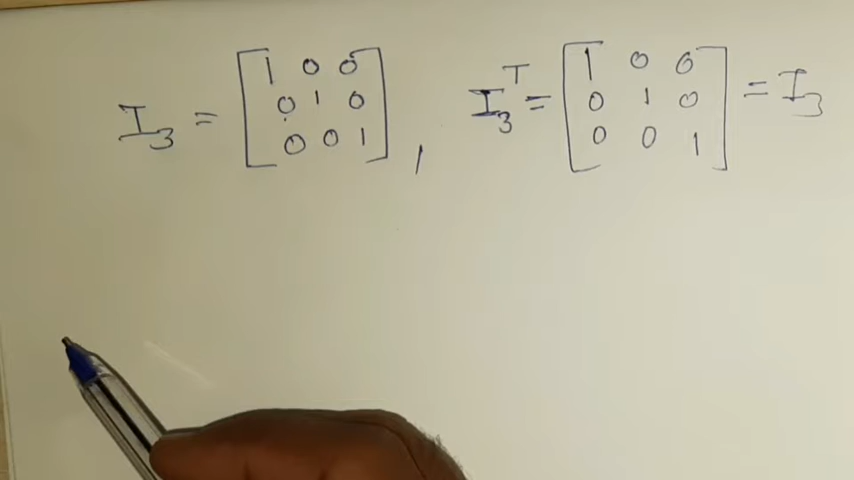 I₃ = [1 0 0
0 1 0
0 0 1], I₃ᵀ = [1 0 0
0 1 0
0 0 1] = I₃